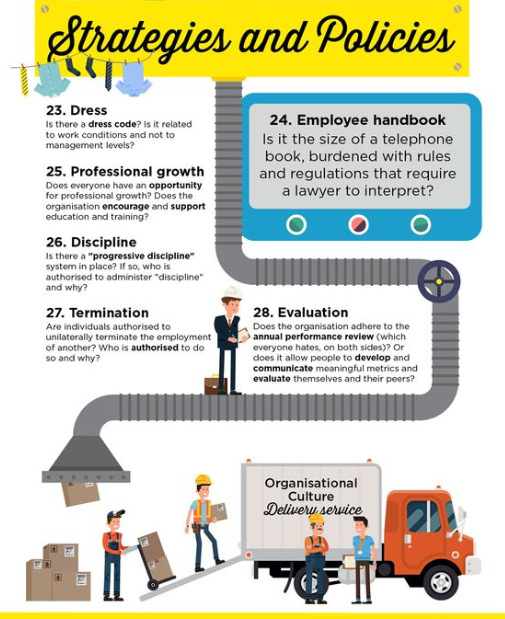 Strategies and Policies
23. Dress
Is there a dress code? Is it related
to work conditions and not to
management levels?
24. Employee handbook
Is it the size of a telephone
book, burdened with rules
and regulations that require
a lawyer to interpret?
25. Professional growth
Does everyone have an opportunity
for professional growth? Does the
organisation encourage and support
education and training?
26. Discipline
Is there a "progressive discipline"
system in place? If so, who is
authorised to administer "discipline"
and why?
27. Termination
Are individuals authorised to
unilaterally terminate the employment
of another? Who is authorised to do
so and why?
28. Evaluation
Does the organisation adhere to the
annual performance review (which
everyone hates, on both sides)? Or
does it allow people to develop and
communicate meaningful metrics and
evaluate themselves and their peers?
Organisational
Culture
Delivery service